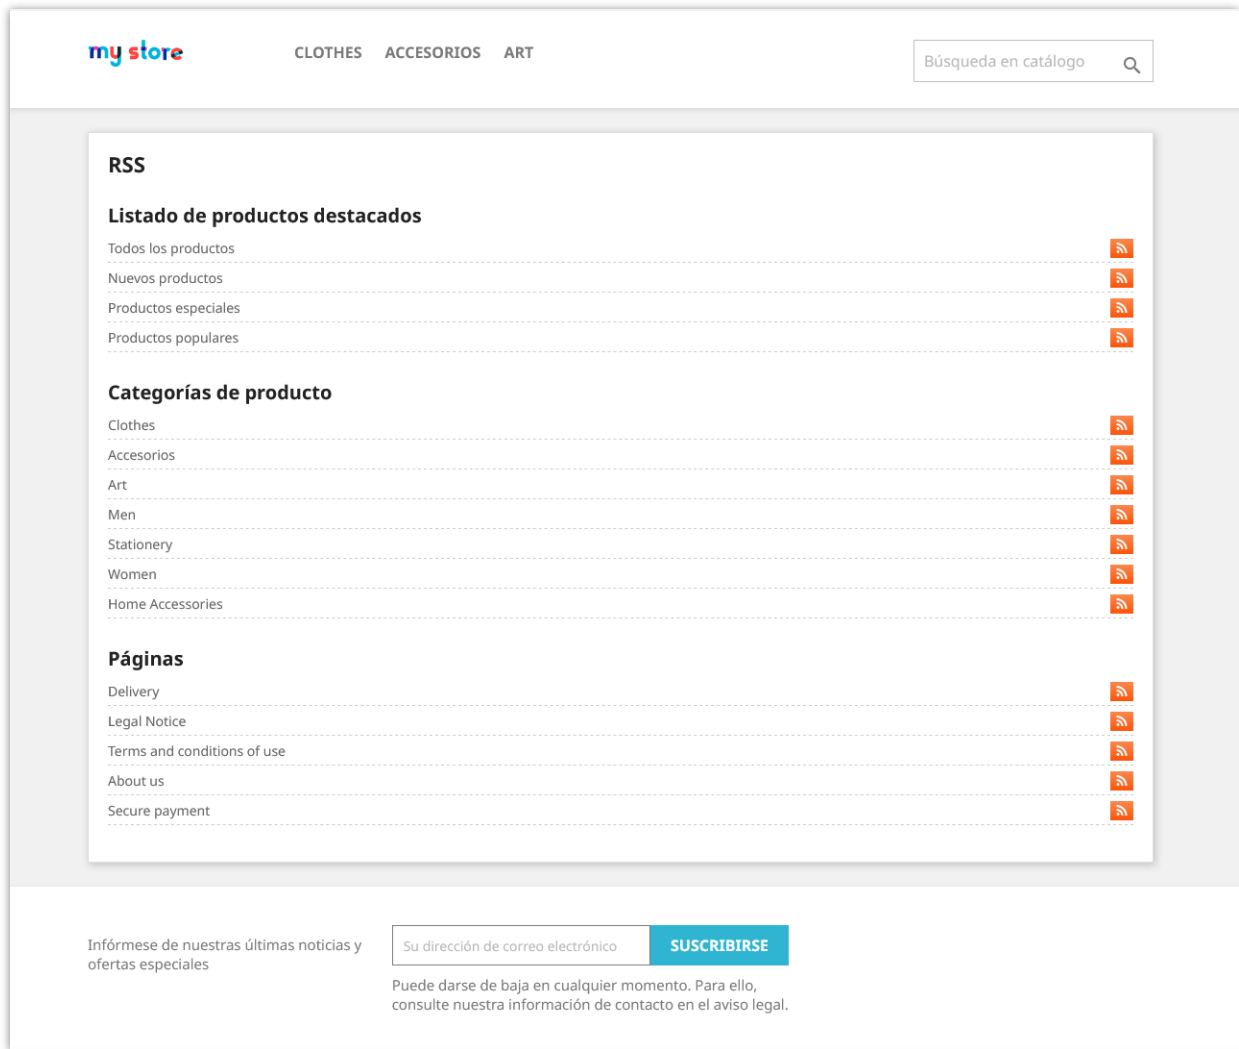 my store
CLOTHES ACCESORIOS ART
Búsqueda en catálogo
RSS
Listado de productos destacados
Todos los productos
Nuevos productos
Productos especiales
Productos populares
Categorías de producto
Clothes
Accesorios
Art
Men
Stationery
Women
Home Accessories
Páginas
Delivery
Legal Notice
Terms and conditions of use
About us
Secure payment
Infórmese de nuestras últimas noticias y
ofertas especiales
Su dirección de correo electrónico
SUSCRIBIRSE
Puede darse de baja en cualquier momento. Para ello,
consulte nuestra información de contacto en el aviso legal.